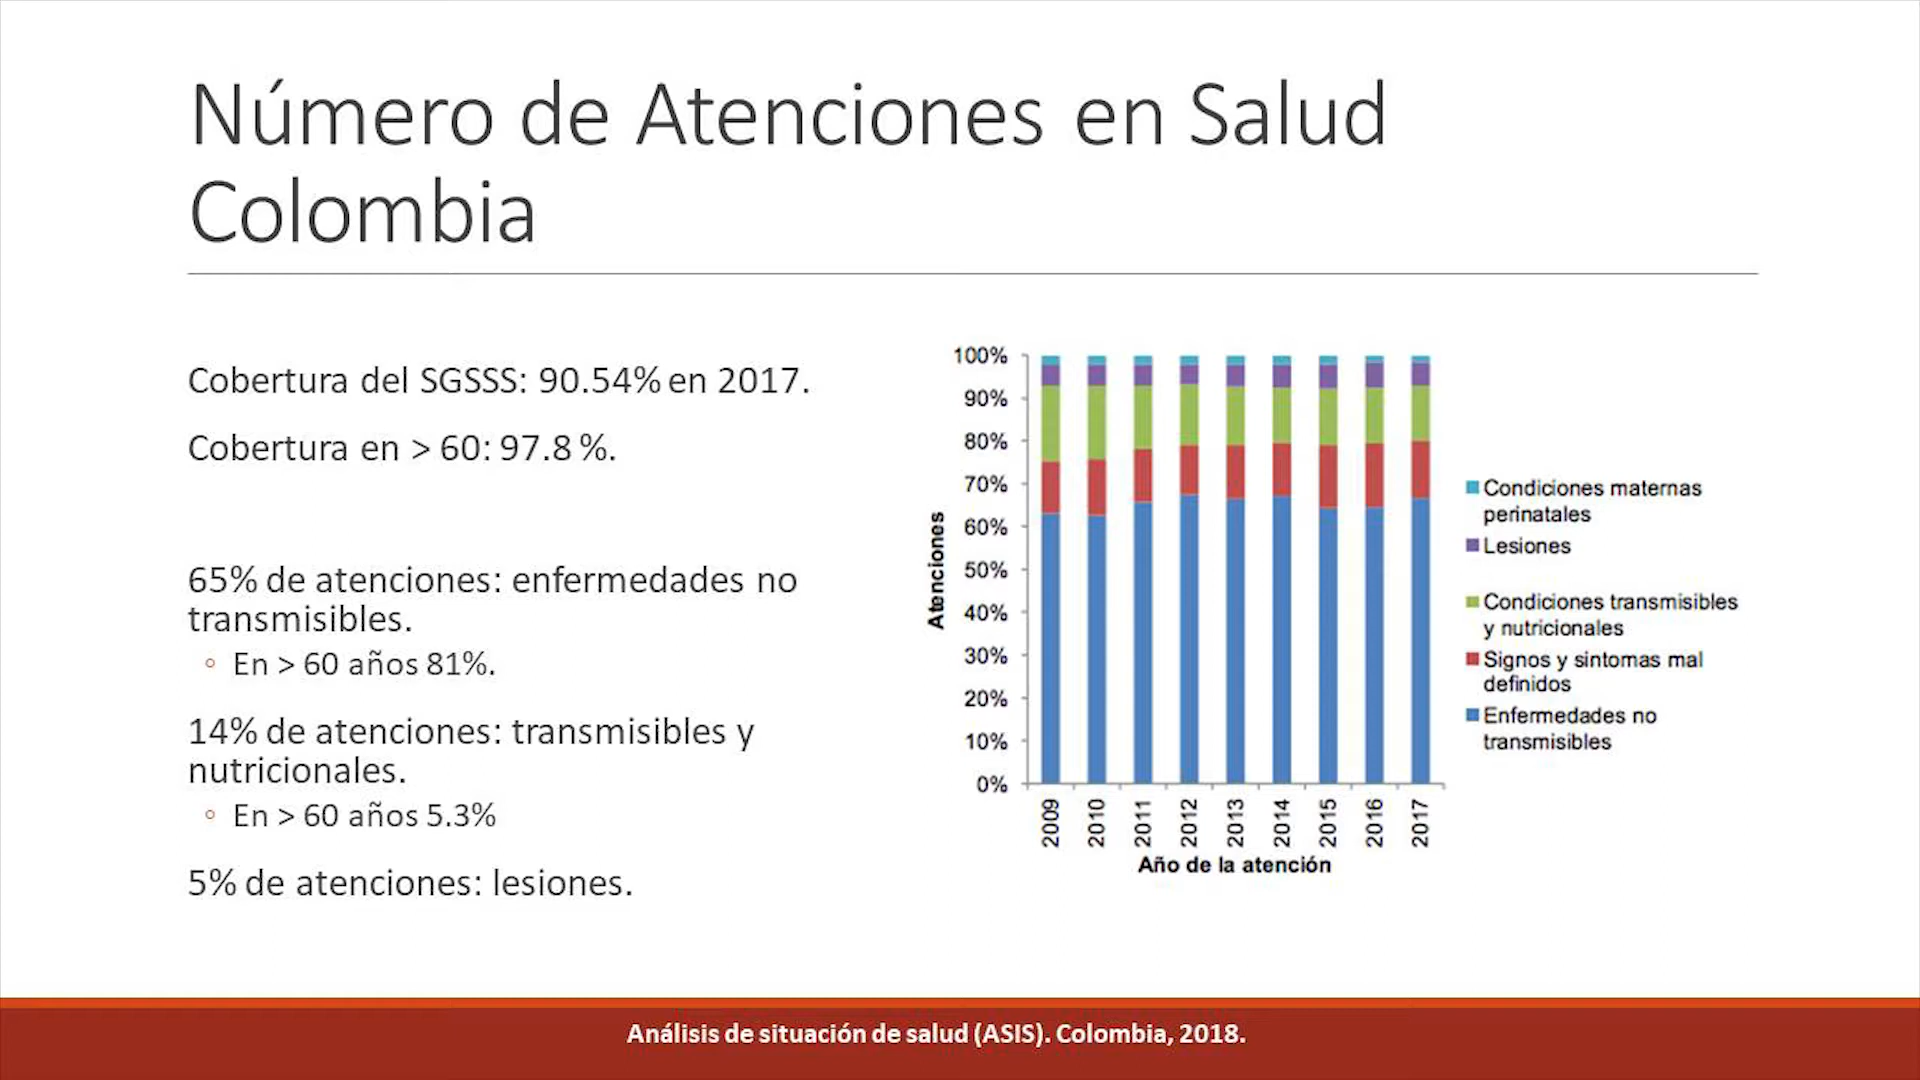 Número de Atenciones en Salud
Colombia
Cobertura del SGSSS: 90.54% en 2017.
Cobertura en > 60: 97.8 %.
65% de atenciones: enfermedades no
transmisibles.
◦ En > 60 años 81%.
14% de atenciones: transmisibles y
nutricionales.
◦ En > 60 años 5.3%
5% de atenciones: lesiones.
Atenciones
100%
90%
80%
70%
60%
50%
40%
30%
20%
10%
0%
2009
2010
2011
2012
2013
2014
2015
2016
2017
Año de la atención
Condiciones maternas
perinatales
Lesiones
Condiciones transmisibles
y nutricionales
Signos y sintomas mal
definidos
Enfermedades no
transmisibles
Análisis de situación de salud (ASIS). Colombia, 2018.